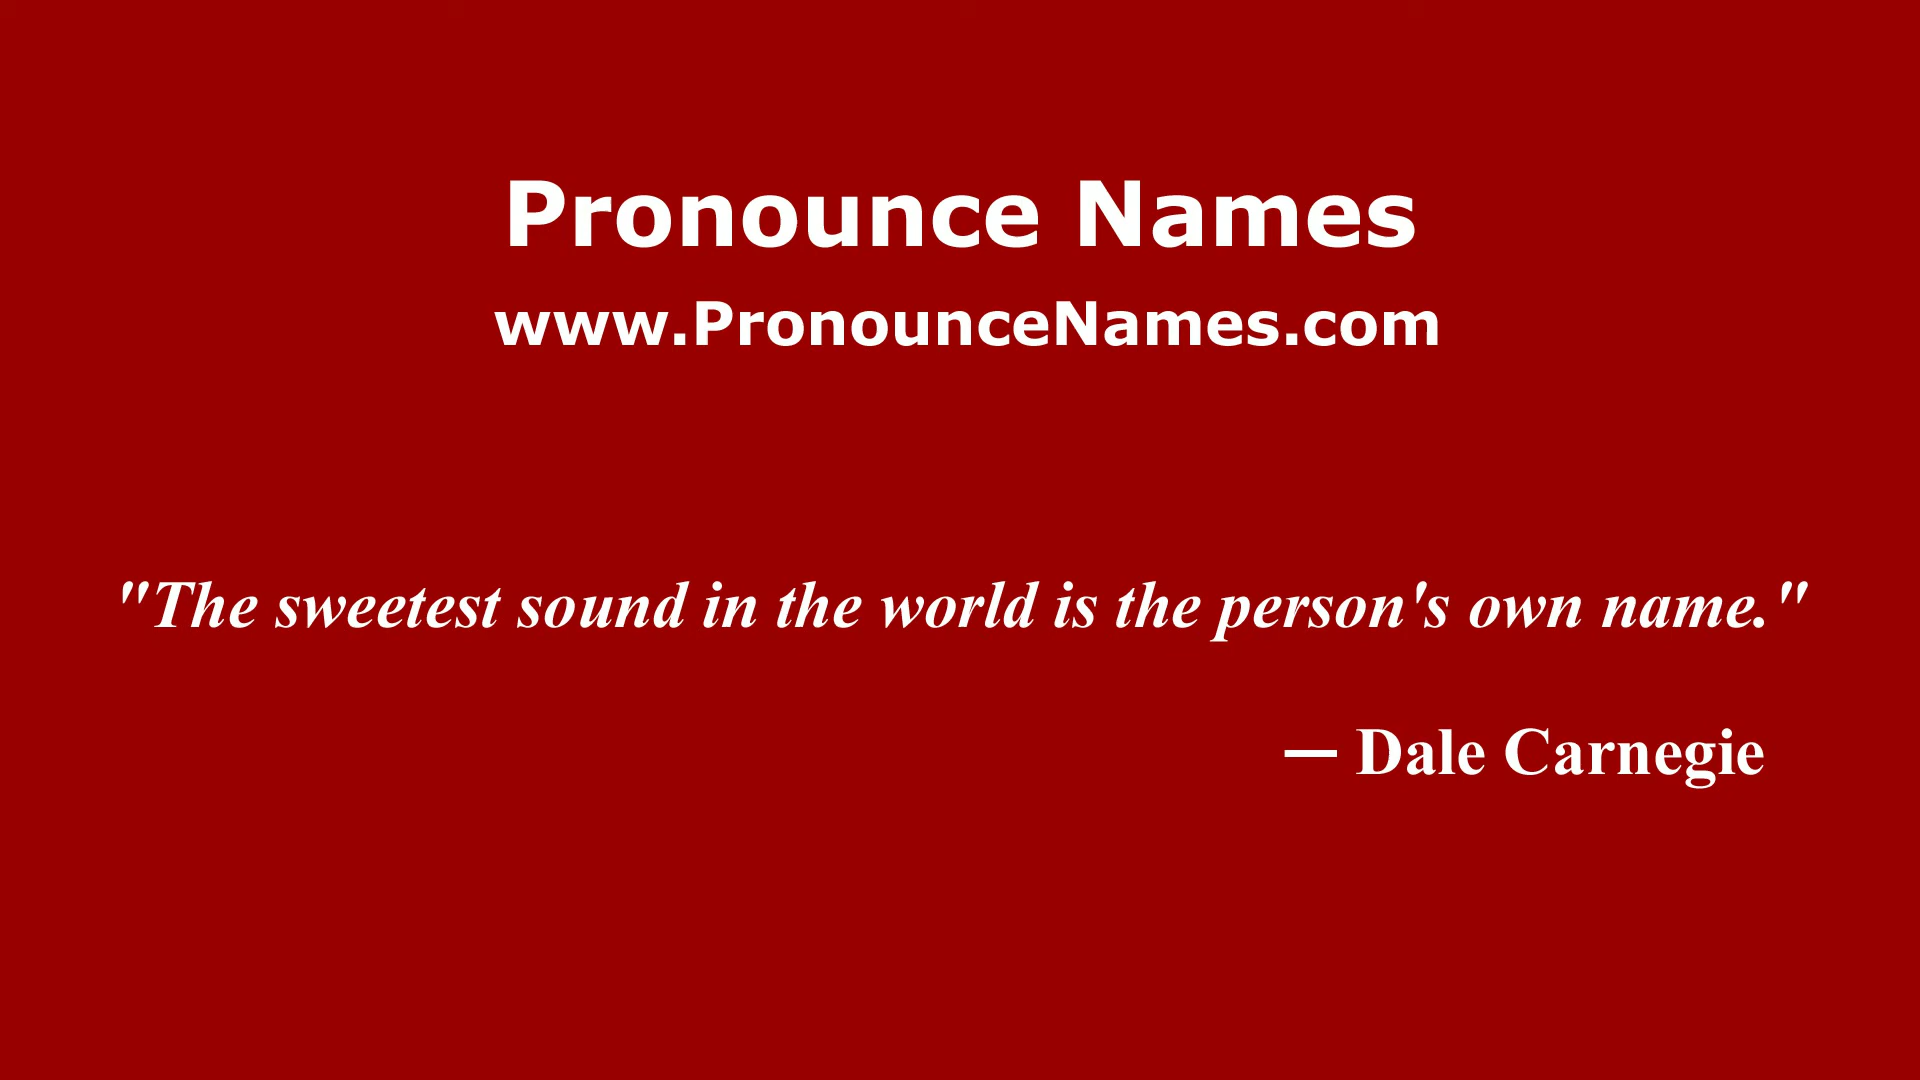 Pronounce Names
www.PronounceNames.com
"The sweetest sound in the world is the person's own name."
— Dale Carnegie